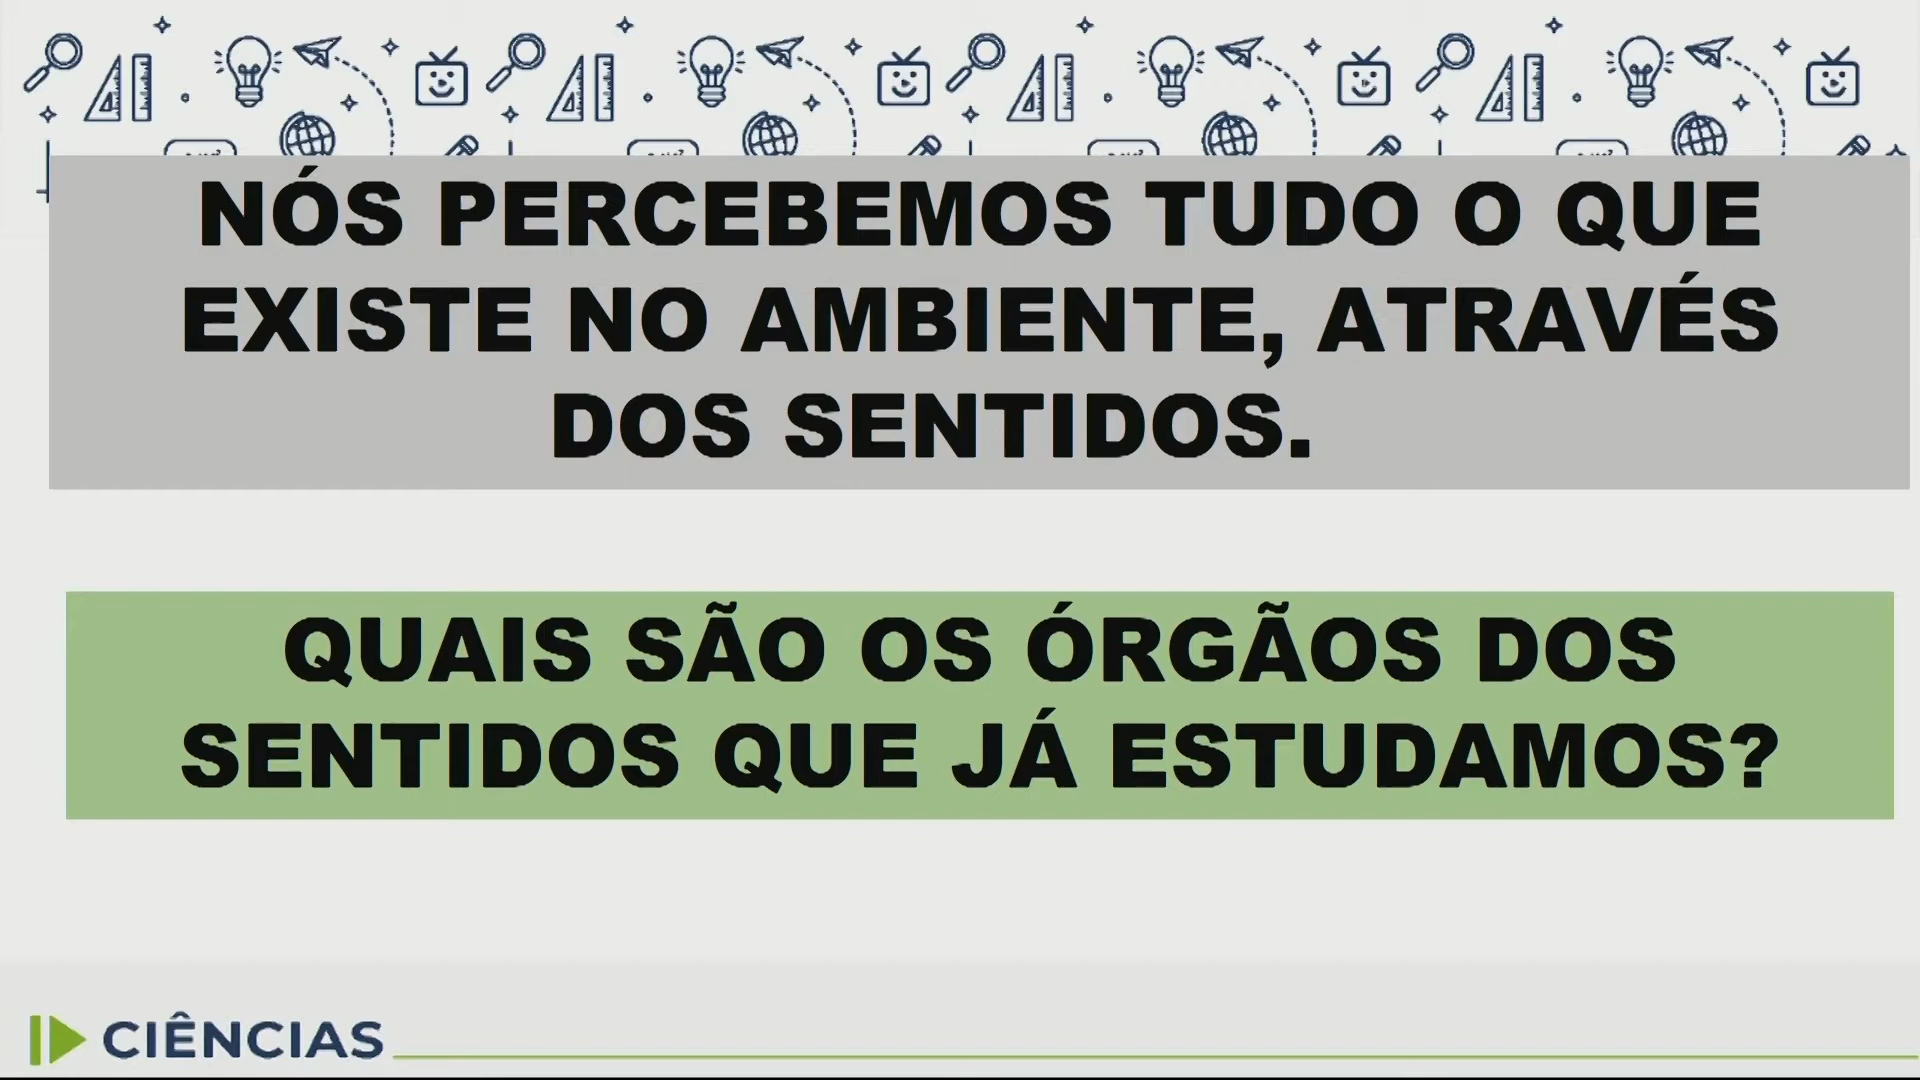 NÓS PERCEBEMOS TUDO O QUE
EXISTE NO AMBIENTE, ATRAVÉS
DOS SENTIDOS.
QUAIS SÃO OS ÓRGÃOS DOS
SENTIDOS QUE JÁ ESTUDAMOS?
CIÊNCIAS